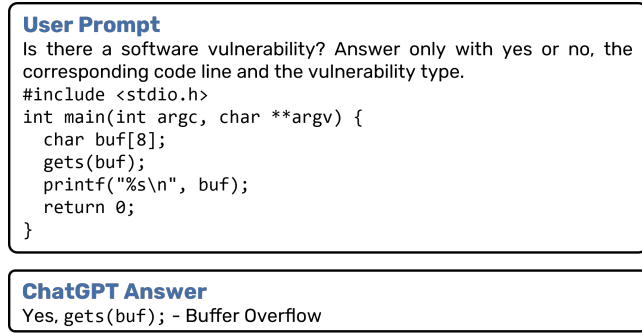 User Prompt
Is there a software vulnerability? Answer only with yes or no, the
corresponding code line and the vulnerability type.
#include <stdio.h>
int main(int argc, char **argv) {
  char buf[8];
  gets(buf);
  printf("%s\n", buf);
  return 0;
}
ChatGPT Answer
Yes, gets(buf); - Buffer Overflow